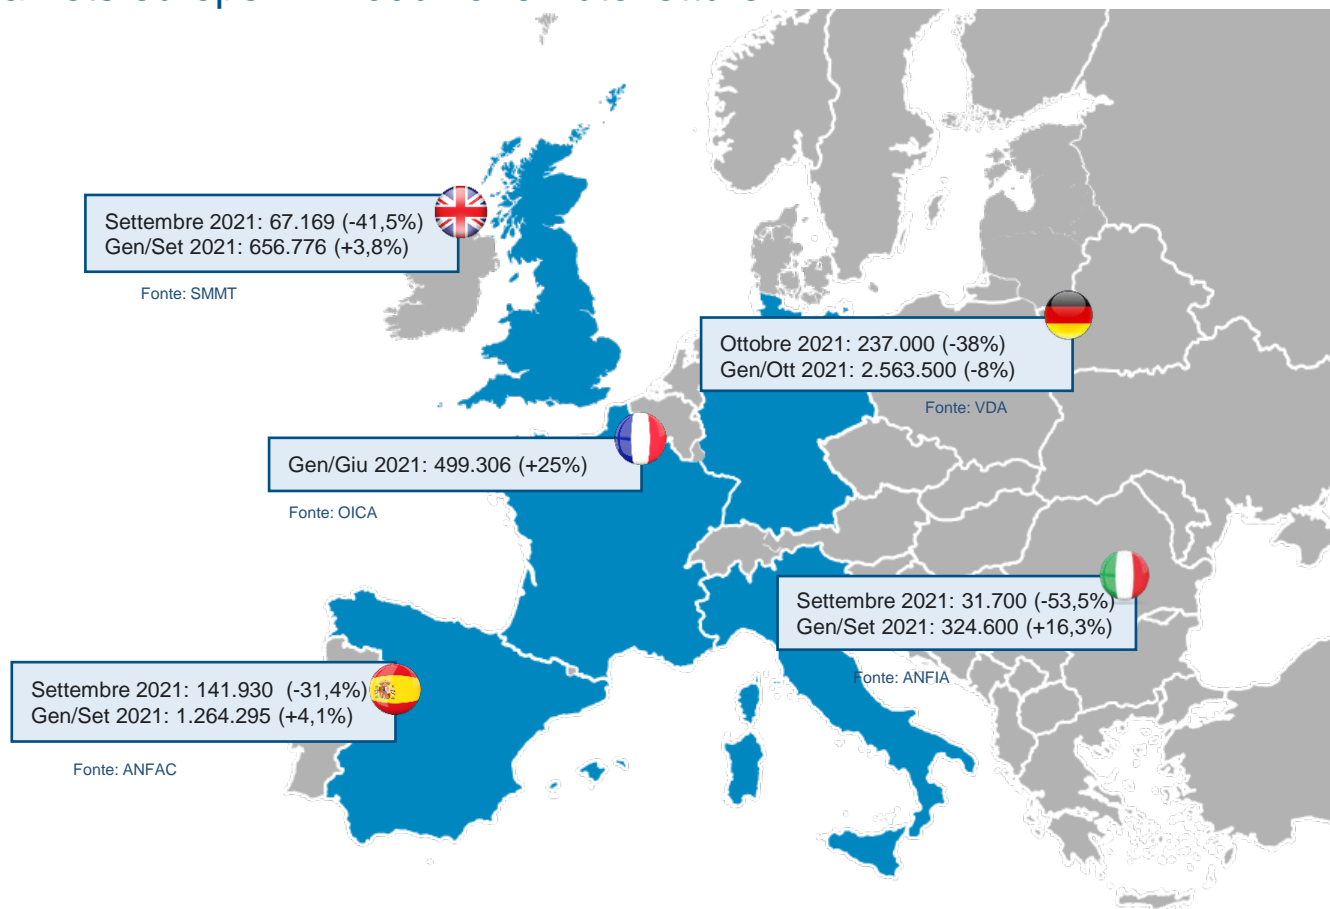 Settembre 2021: 67.169 (-41,5%)
Gen/Set 2021: 656.776 (+3,8%)
Fonte: SMMT
Ottobre 2021: 237.000 (-38%)
Gen/Ott 2021: 2.563.500 (-8%)
Fonte: VDA
Gen/Giu 2021: 499.306 (+25%)
Fonte: OICA
Settembre 2021: 31.700 (-53,5%)
Gen/Set 2021: 324.600 (+16,3%)
Fonte: ANFIA
Settembre 2021: 141.930 (-31,4%)
Gen/Set 2021: 1.264.295 (+4,1%)
Fonte: ANFAC